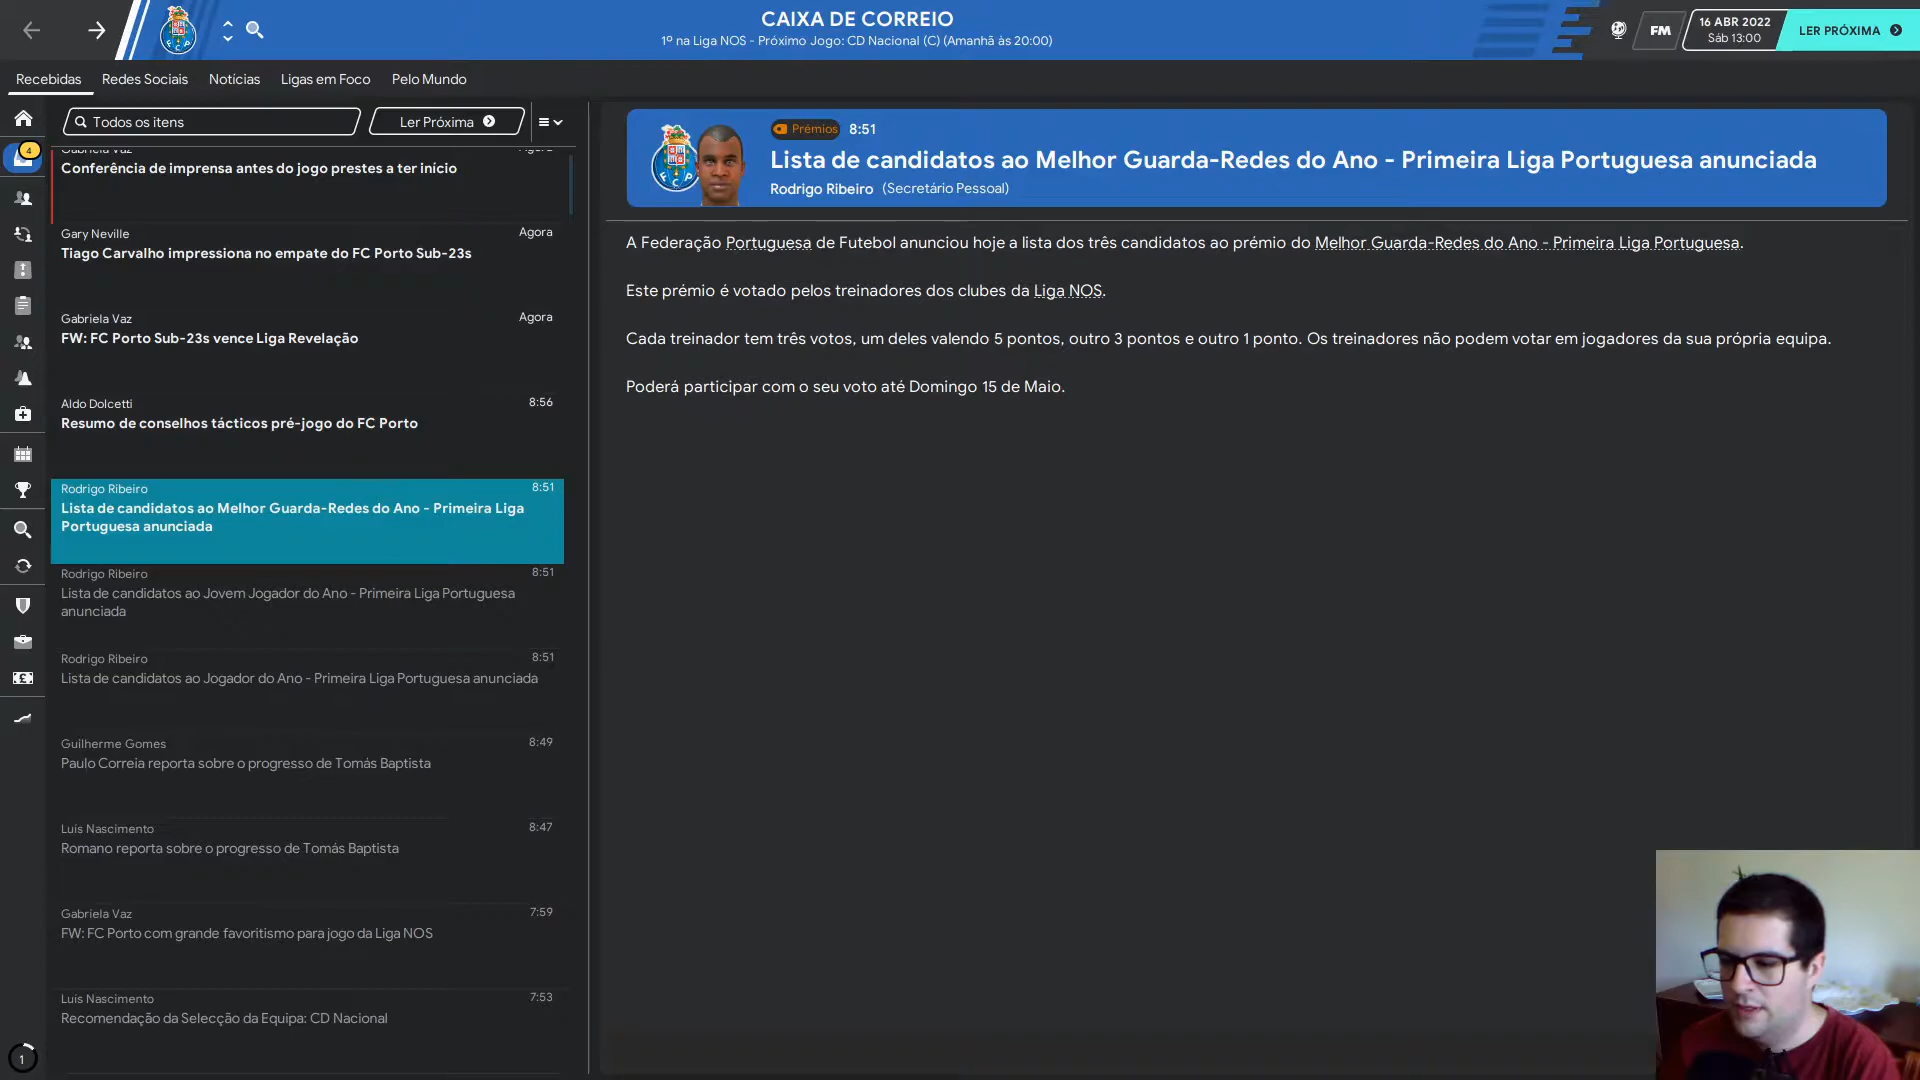 CAIXA DE CORREIO
1º na Liga NOS - Próximo Jogo: CD Nacional (C) (Amanhã às 20:00)
FM
16 ABR 2022
Sáb 13:00
LER PRÓXIMA
Recebidas
Redes Sociais
Notícias
Ligas em Foco
Pelo Mundo
Todos os itens
Ler Próxima
4
Gabriela Vaz
Agora
Conferência de imprensa antes do jogo prestes a ter início
Gary Neville
Agora
Tiago Carvalho impressiona no empate do FC Porto Sub-23s
Gabriela Vaz
Agora
FW: FC Porto Sub-23s vence Liga Revelação
Aldo Dolcetti
8:56
Resumo de conselhos tácticos pré-jogo do FC Porto
Rodrigo Ribeiro
8:51
Lista de candidatos ao Melhor Guarda-Redes do Ano - Primeira Liga
Portuguesa anunciada
Rodrigo Ribeiro
8:51
Lista de candidatos ao Jovem Jogador do Ano - Primeira Liga Portuguesa
anunciada
Rodrigo Ribeiro
8:51
Lista de candidatos ao Jogador do Ano - Primeira Liga Portuguesa anunciada
Guilherme Gomes
8:49
Paulo Correia reporta sobre o progresso de Tomás Baptista
Luís Nascimento
8:47
Romano reporta sobre o progresso de Tomás Baptista
Gabriela Vaz
7:59
FW: FC Porto com grande favoritismo para jogo da Liga NOS
Luís Nascimento
7:53
Recomendação da Selecção da Equipa: CD Nacional
1
Prémios
8:51
Lista de candidatos ao Melhor Guarda-Redes do Ano - Primeira Liga Portuguesa anunciada
Rodrigo Ribeiro (Secretário Pessoal)
A Federação Portuguesa de Futebol anunciou hoje a lista dos três candidatos ao prémio do Melhor Guarda-Redes do Ano - Primeira Liga Portuguesa.
Este prémio é votado pelos treinadores dos clubes da Liga NOS.
Cada treinador tem três votos, um deles valendo 5 pontos, outro 3 pontos e outro 1 ponto. Os treinadores não podem votar em jogadores da sua própria equipa.
Poderá participar com o seu voto até Domingo 15 de Maio.